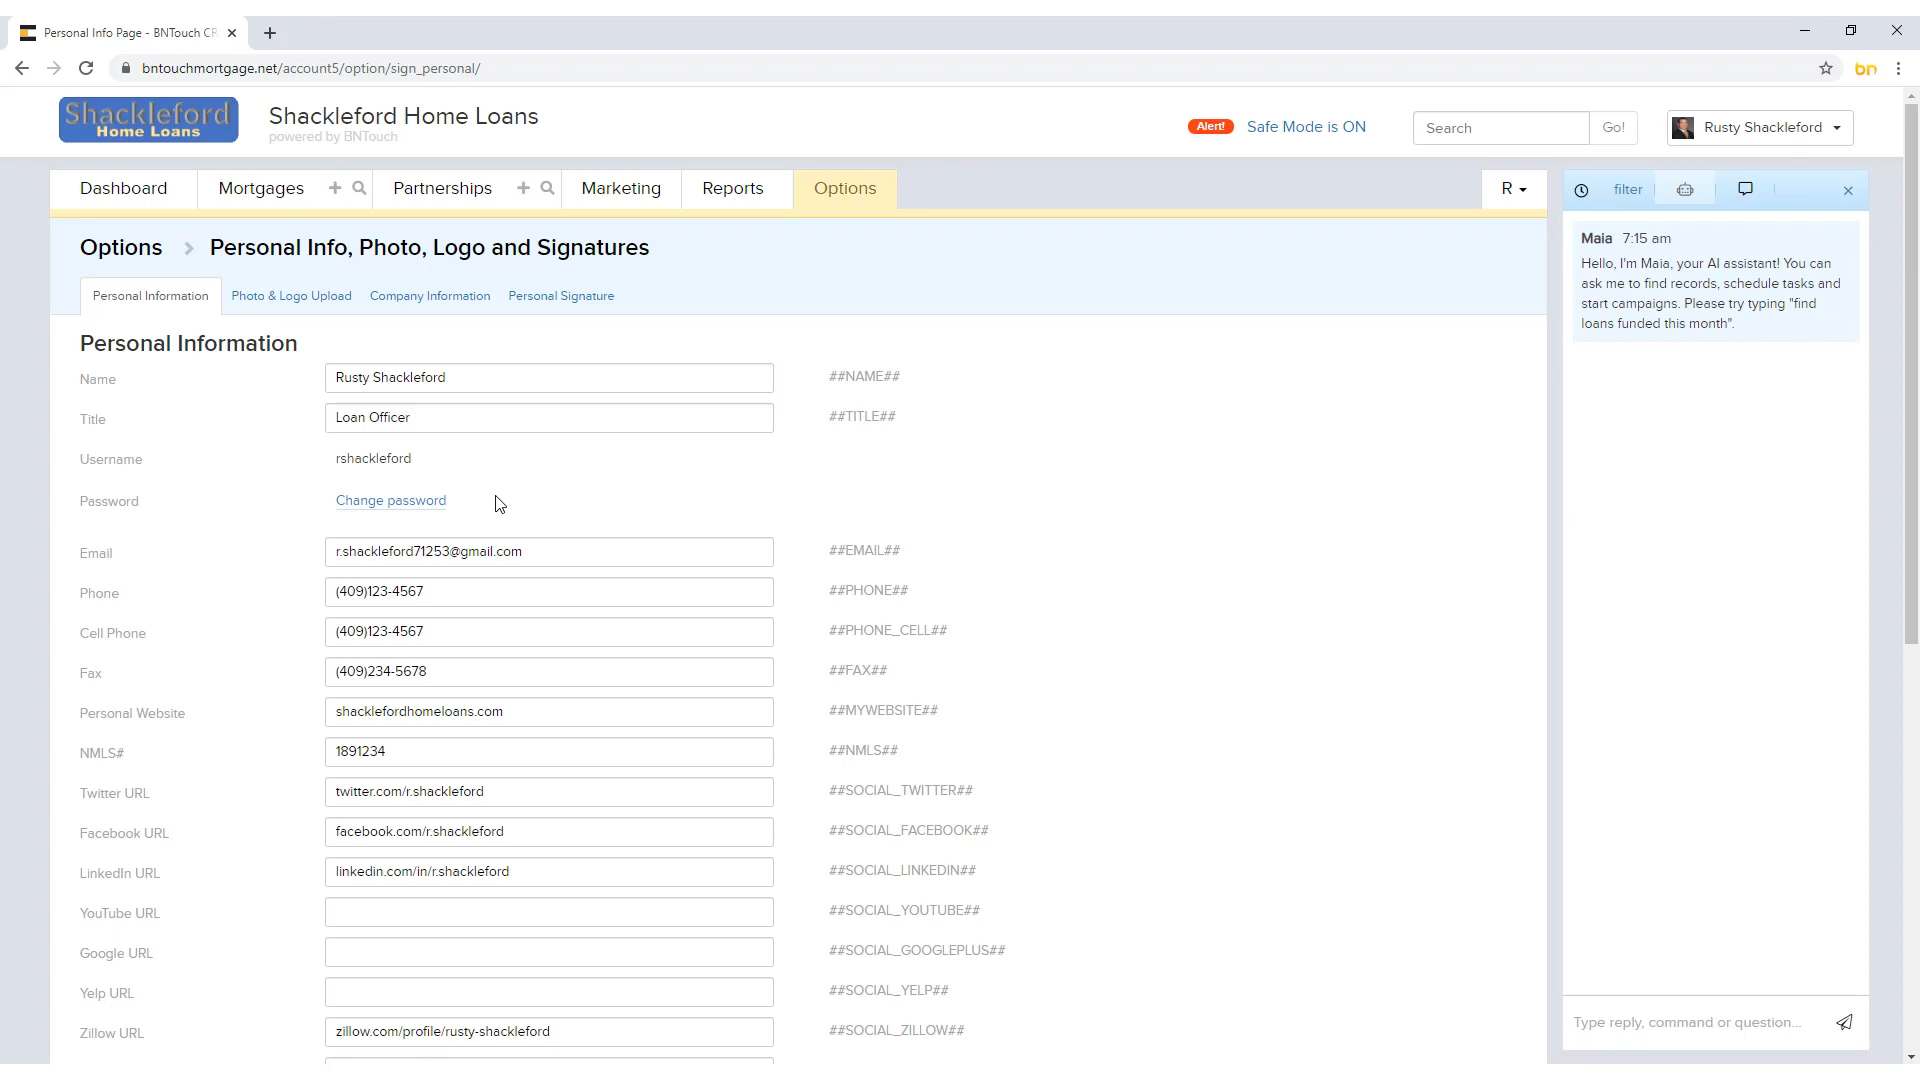 Personal Info Page - BNTouch CR
bntouchmortgage.net/account5/option/sign_personal/
bn
Shackleford
Home Loans
Shackleford Home Loans
powered by BNTouch
Alert! Safe Mode is ON
Search Go!
Rusty Shackleford
Dashboard Mortgages Partnerships Marketing Reports Options R
filter
Options Personal Info, Photo, Logo and Signatures
Personal Information Photo & Logo Upload Company Information Personal Signature
Personal Information
Name Rusty Shackleford ##NAME##
Title Loan Officer ##TITLE##
Username rshackleford
Password Change password
Email r.shackleford71253@gmail.com ##EMAIL##
Phone (409)123-4567 ##PHONE##
Cell Phone (409)123-4567 ##PHONE_CELL##
Fax (409)234-5678 ##FAX##
Personal Website shacklefordhomeloans.com ##MYWEBSITE##
NMLS# 1891234 ##NMLS##
Twitter URL twitter.com/r.shackleford ##SOCIAL_TWITTER##
Facebook URL facebook.com/r.shackleford ##SOCIAL_FACEBOOK##
LinkedIn URL linkedin.com/in/r.shackleford ##SOCIAL_LINKEDIN##
YouTube URL ##SOCIAL_YOUTUBE##
Google URL ##SOCIAL_GOOGLEPLUS##
Yelp URL ##SOCIAL_YELP##
Zillow URL zillow.com/profile/rusty-shackleford ##SOCIAL_ZILLOW##
Maia 7:15 am
Hello, I'm Maia, your AI assistant! You can
ask me to find records, schedule tasks and
start campaigns. Please try typing "find
loans funded this month".
Type reply, command or question...